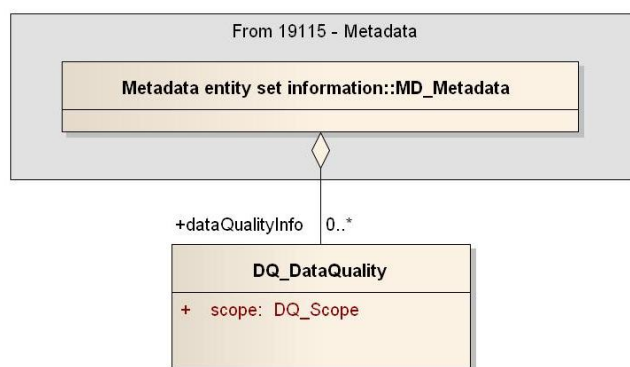 From 19115 - Metadata
Metadata entity set information::MD_Metadata
+dataQualityInfo 0..*
DQ_DataQuality
+ scope: DQ_Scope